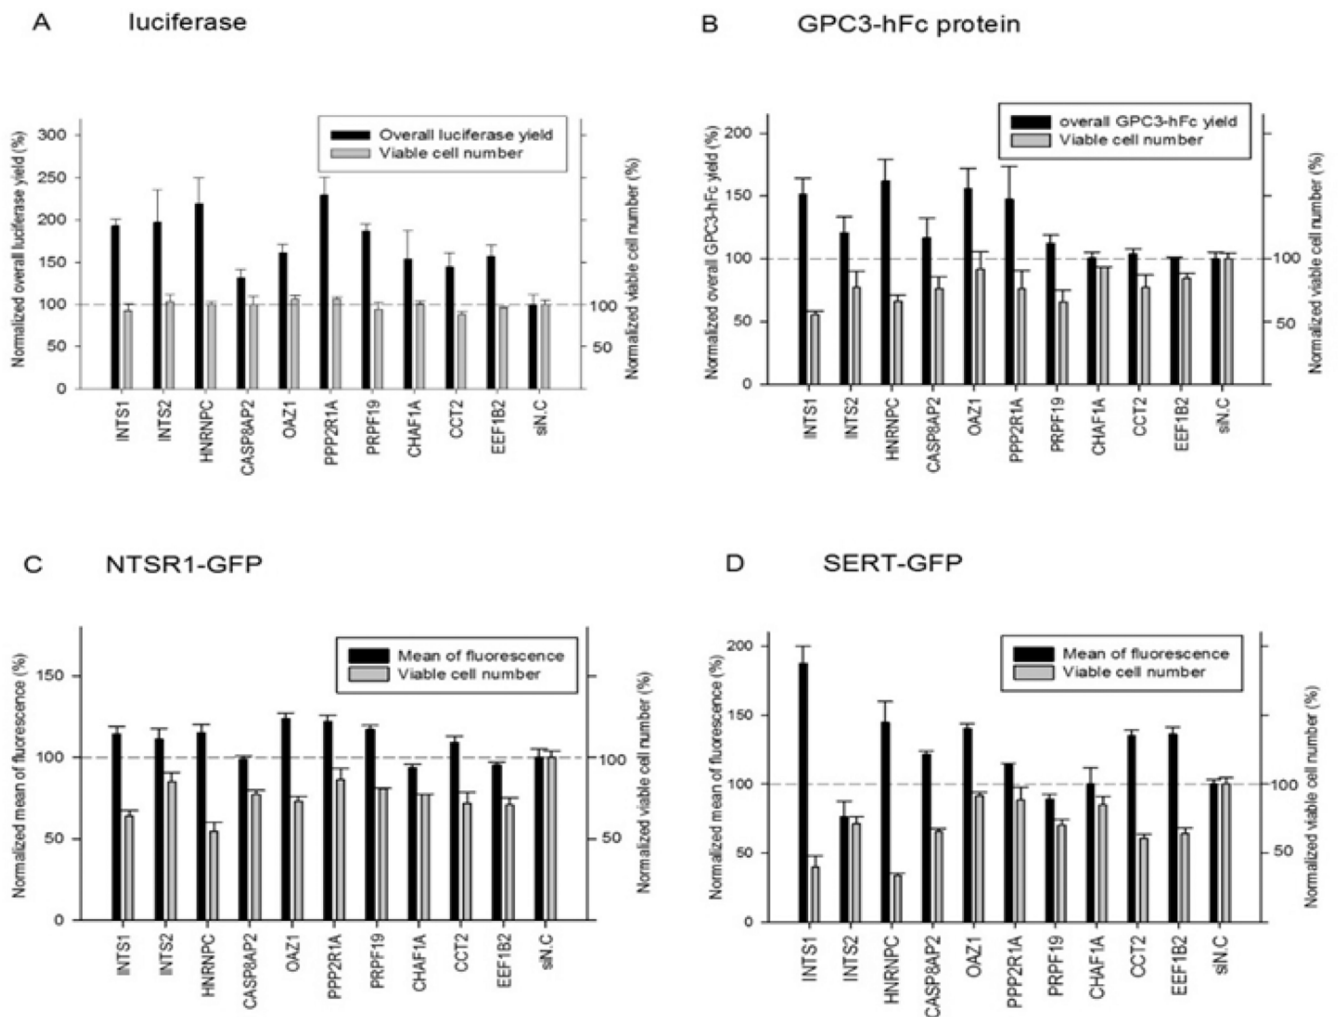 A luciferase
Normalized overall luciferase yield (%)
300
250
200
150
100
50
0
Overall luciferase yield
Viable cell number
100
50
Normalized viable cell number (%)
INTS1
INTS2
HNRNPC
CASP8AP2
OAZ1
PPP2R1A
PRPF19
CHAF1A
CCT2
EEF1B2
siN.C
B GPC3-hFc protein
Normalized overall GPC3-hFc yield (%)
200
150
100
50
0
overall GPC3-hFc yield
Viable cell number
100
50
Normalized viable cell number (%)
INTS1
INTS2
HNRNPC
CASP8AP2
OAZ1
PPP2R1A
PRPF19
CHAF1A
CCT2
EEF1B2
siN.C
C NTSR1-GFP
Normalized mean of fluorescence (%)
150
100
50
0
Mean of fluorescence
Viable cell number
100
50
Normalized viable cell number (%)
INTS1
INTS2
HNRNPC
CASP8AP2
OAZ1
PPP2R1A
PRPF19
CHAF1A
CCT2
EEF1B2
siN.C
D SERT-GFP
Normalized mean of fluorescence (%)
200
150
100
50
0
Mean of fluorescence
Viable cell number
100
50
Normalized viable cell number (%)
INTS1
INTS2
HNRNPC
CASP8AP2
OAZ1
PPP2R1A
PRPF19
CHAF1A
CCT2
EEF1B2
siN.C